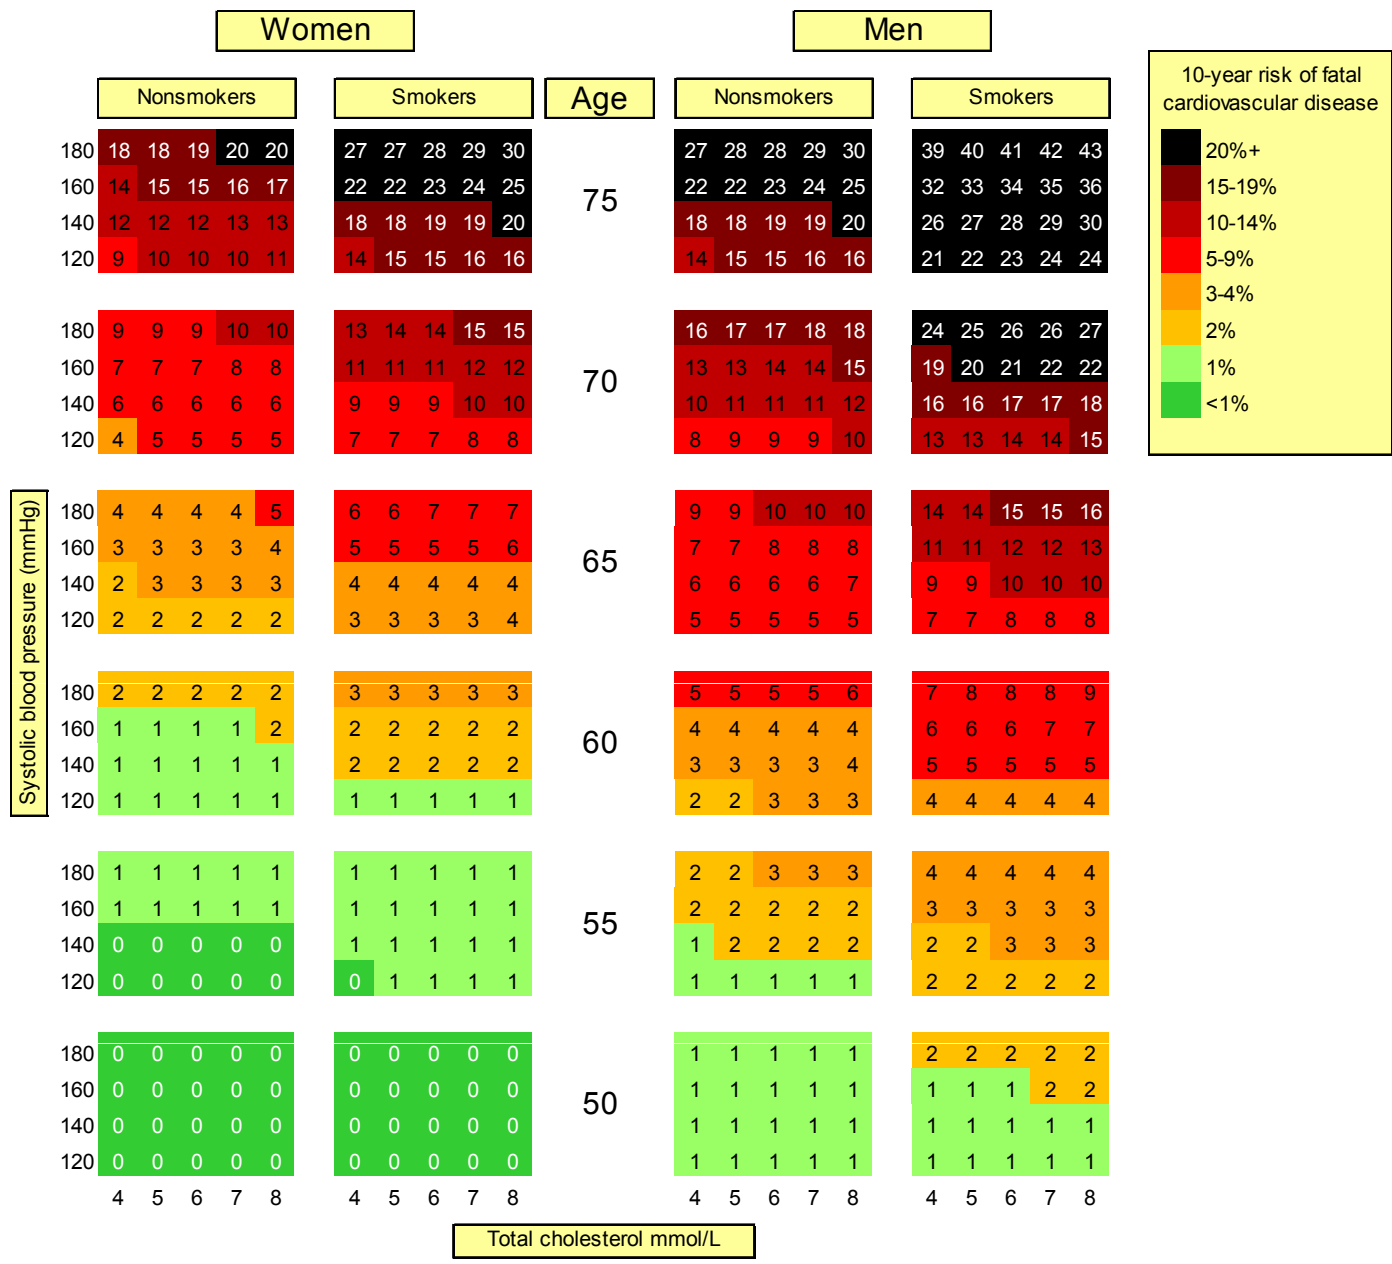 Women Men
Nonsmokers Smokers Age Nonsmokers Smokers
10-year risk of fatal
cardiovascular disease
20%+
15-19%
10-14%
5-9%
3-4%
2%
1%
<1%
Systolic blood pressure (mmHg)
180 18 18 19 20 20 27 27 28 29 30 27 28 28 29 30 39 40 41 42 43
160 14 15 15 16 17 22 22 23 24 25 22 22 23 24 25 32 33 34 35 36
75
140 12 12 12 13 13 18 18 19 19 20 18 18 19 19 20 26 27 28 29 30
120 9 10 10 10 11 14 15 15 16 16 14 15 15 16 16 21 22 23 24 24
180 9 9 9 10 10 13 14 14 15 15 16 17 17 18 18 24 25 26 26 27
160 7 7 7 8 8 11 11 11 12 12 13 13 14 14 15 19 20 21 22 22
70
140 6 6 6 6 6 9 9 9 10 10 10 11 11 11 12 16 16 17 17 18
120 4 5 5 5 5 7 7 7 8 8 8 9 9 9 10 13 13 14 14 15
180 4 4 4 4 5 6 6 7 7 7 9 9 10 10 10 14 14 15 15 16
160 3 3 3 3 4 5 5 5 5 6 7 7 8 8 8 11 11 12 12 13
65
140 2 3 3 3 3 4 4 4 4 4 6 6 6 6 7 9 9 10 10 10
120 2 2 2 2 2 3 3 3 3 4 5 5 5 5 5 7 7 8 8 8
180 2 2 2 2 2 3 3 3 3 3 5 5 5 5 6 7 8 8 8 9
160 1 1 1 1 2 2 2 2 2 2 4 4 4 4 4 6 6 6 7 7
60
140 1 1 1 1 1 2 2 2 2 2 3 3 3 3 4 5 5 5 5 5
120 1 1 1 1 1 1 1 1 1 1 2 2 3 3 3 4 4 4 4 4
180 1 1 1 1 1 1 1 1 1 1 2 2 3 3 3 4 4 4 4 4
160 1 1 1 1 1 1 1 1 1 1 2 2 2 2 2 3 3 3 3 3
55
140 0 0 0 0 0 1 1 1 1 1 1 2 2 2 2 2 2 3 3 3
120 0 0 0 0 0 0 1 1 1 1 1 1 1 1 1 2 2 2 2 2
180 0 0 0 0 0 0 0 0 0 0 1 1 1 1 1 2 2 2 2 2
160 0 0 0 0 0 0 0 0 0 0 1 1 1 1 1 1 1 1 2 2
50
140 0 0 0 0 0 0 0 0 0 0 1 1 1 1 1 1 1 1 1 1
120 0 0 0 0 0 0 0 0 0 0 1 1 1 1 1 1 1 1 1 1
4 5 6 7 8 4 5 6 7 8 4 5 6 7 8 4 5 6 7 8
Total cholesterol mmol/L